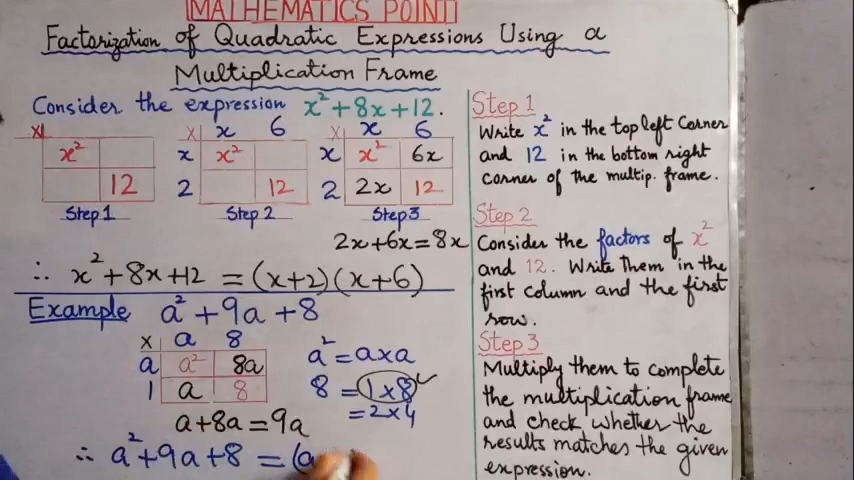 MATHEMATICS POINT
Factorization of Quadratic Expressions Using a
Multiplication Frame
Consider the expression x²+8x+12.
× x 6 × x 6
× x² x x² x x² 6x
12 2 12 2 2x 12
Step 1 Step 2 Step 3
2x+6x=8x
∴ x²+8x+12 = (x+2)(x+6)
Example a²+9a+8
× a 8
a a² 8a
1 a 8
a²=a×a
8 = 1×8 ✓
= 2×4
a+8a=9a
∴ a²+9a+8 = (a
Step 1
Write x² in the top left Corner
and 12 in the bottom right
corner of the multip. frame.
Step 2
Consider the factors of x²
and 12. Write them in the
first column and the first
row.
Step 3
Multiply them to complete
the multiplication frame
and check whether the
results matches the given
expression.